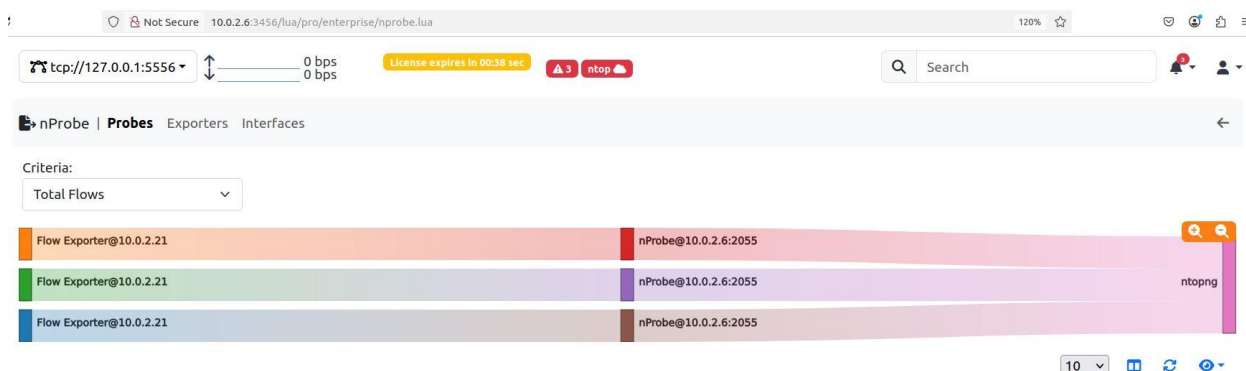 Not Secure 10.0.2.6:3456/lua/pro/enterprise/nprobe.lua 120%
tcp://127.0.0.1:5556 0 bps License expires in 00:38 sec 3 ntop Search 3
0 bps
nProbe | Probes Exporters Interfaces
Criteria:
Total Flows
Flow Exporter@10.0.2.21 nProbe@10.0.2.6:2055
Flow Exporter@10.0.2.21 nProbe@10.0.2.6:2055 ntopng
Flow Exporter@10.0.2.21 nProbe@10.0.2.6:2055
10